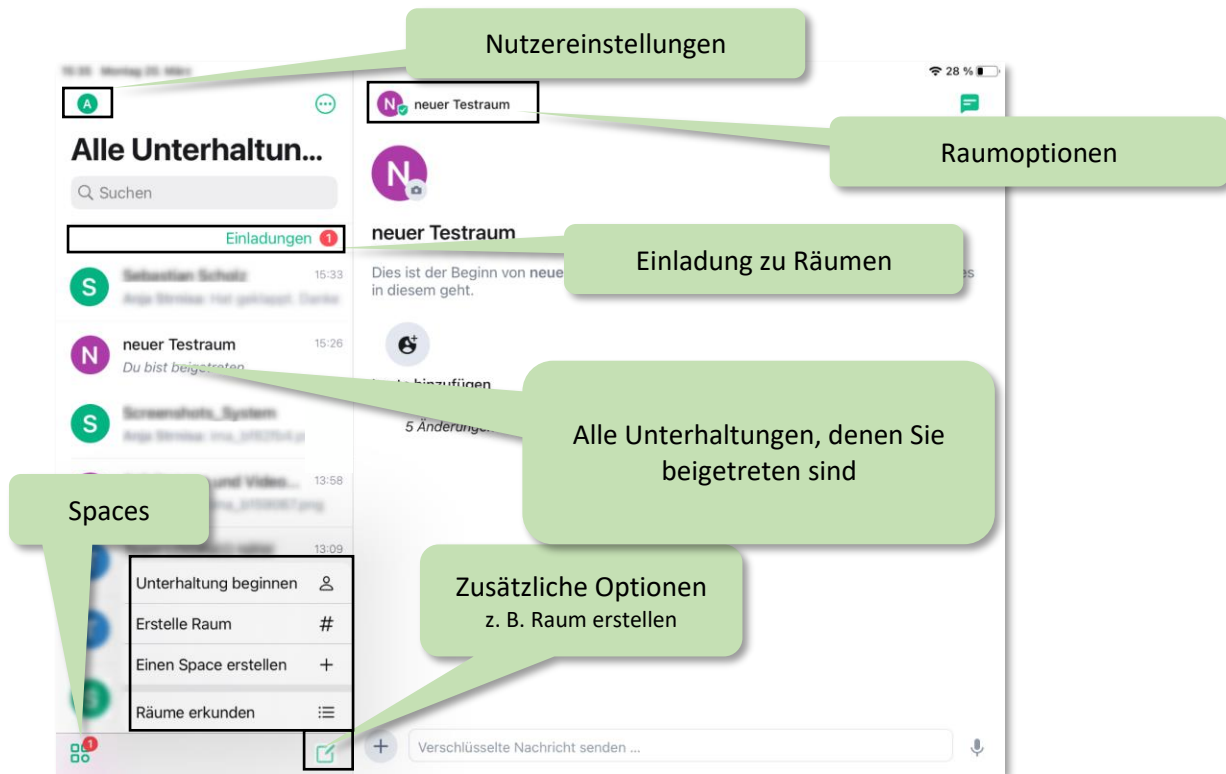 Nutzereinstellungen
28 %
A
N neuer Testraum
Raumoptionen
Alle Unterhaltun...
Suchen
N
Einladungen 1
neuer Testraum
Einladung zu Räumen
Dies ist der Beginn von neue
in diesem geht.
S
15:33
N neuer Testraum 15:26
Du bist beigetreten
hinzufügen
S
5 Änderungen
Alle Unterhaltungen, denen Sie
beigetreten sind
und Video... 13:58
Spaces
13:09
Unterhaltung beginnen
Erstelle Raum #
Einen Space erstellen +
Räume erkunden
Zusätzliche Optionen
z. B. Raum erstellen
1
+ Verschlüsselte Nachricht senden ...